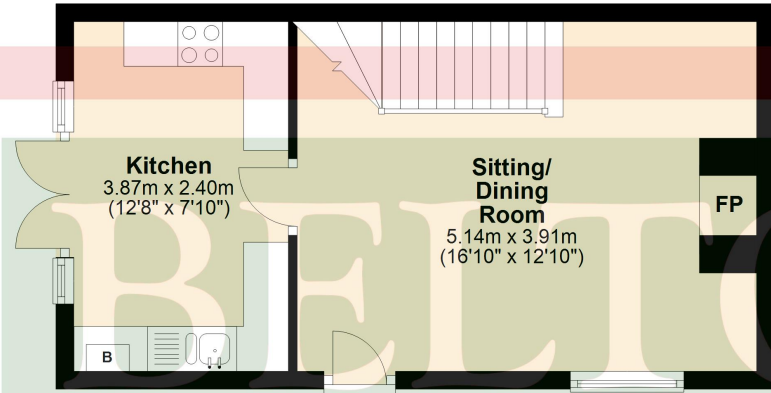 Kitchen
3.87m x 2.40m
(12'8" x 7'10")
Sitting/
Dining
Room
5.14m x 3.91m
(16'10" x 12'10")
FP
B
BELTO